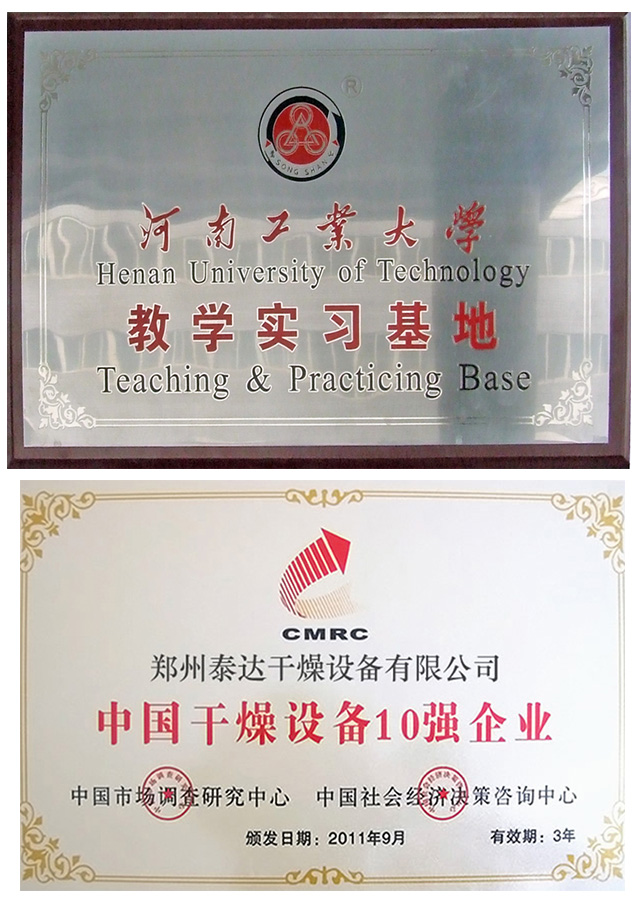 ®
SONG SHAN
河南工業大學
Henan University of Technology
教学实习基地
Teaching & Practicing Base
CMRC
郑州泰达干燥设备有限公司
中国干燥设备10强企业
中国市场调查研究中心 中国社会经济决策咨询中心
颁发日期：2011年9月 有效期：3年